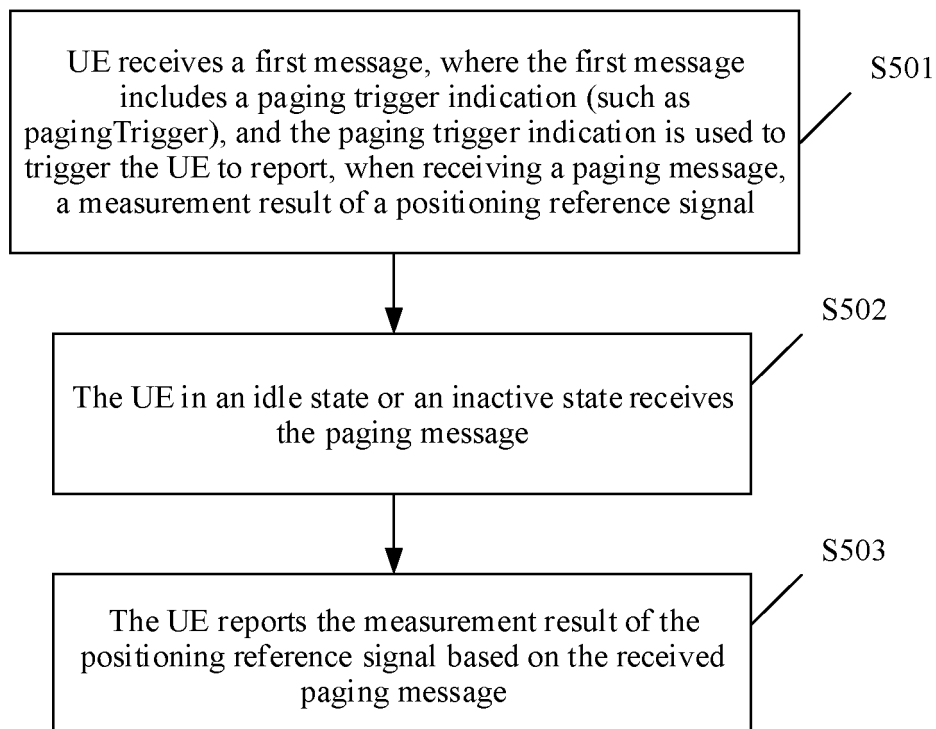 UE receives a first message, where the first message
includes a paging trigger indication (such as
pagingTrigger), and the paging trigger indication is used to
trigger the UE to report, when receiving a paging message,
a measurement result of a positioning reference signal
S501
The UE in an idle state or an inactive state receives
the paging message
S502
The UE reports the measurement result of the
positioning reference signal based on the received
paging message
S503